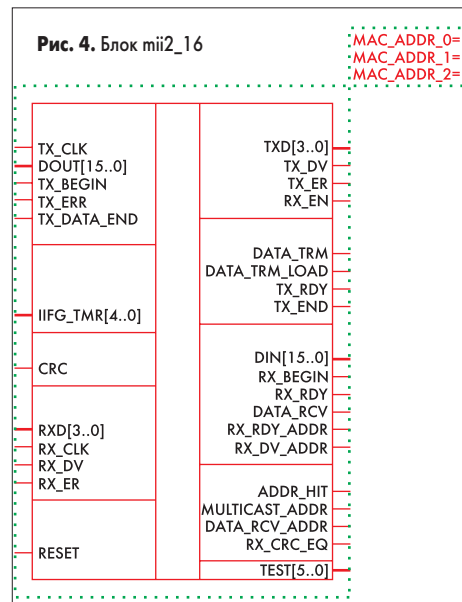 Рис. 4. Блок mii2_16
MAC_ADDR_0=
MAC_ADDR_1=
MAC_ADDR_2=
TX_CLK
DOUT[15..0]
TX_BEGIN
TX_ERR
TX_DATA_END
IIFG_TMR[4..0]
CRC
RXD[3..0]
RX_CLK
RX_DV
RX_ER
RESET
TXD[3..0]
TX_DV
TX_ER
RX_EN
DATA_TRM
DATA_TRM_LOAD
TX_RDY
TX_END
DIN[15..0]
RX_BEGIN
RX_RDY
DATA_RCV
RX_RDY_ADDR
RX_DV_ADDR
ADDR_HIT
MULTICAST_ADDR
DATA_RCV_ADDR
RX_CRC_EQ
TEST[5..0]